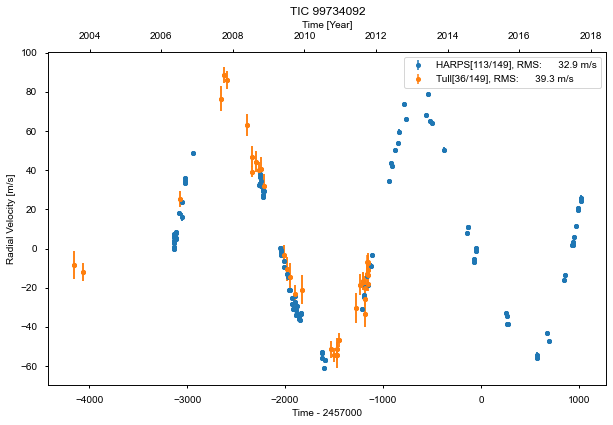 TIC 99734092
Time [Year]
2004 2006 2008 2010 2012 2014 2016 2018
HARPS[113/149], RMS: 32.9 m/s
Tull[36/149], RMS: 39.3 m/s
Radial Velocity [m/s]
100
80
60
40
20
0
−20
−40
−60
−4000 −3000 −2000 −1000 0 1000
Time - 2457000